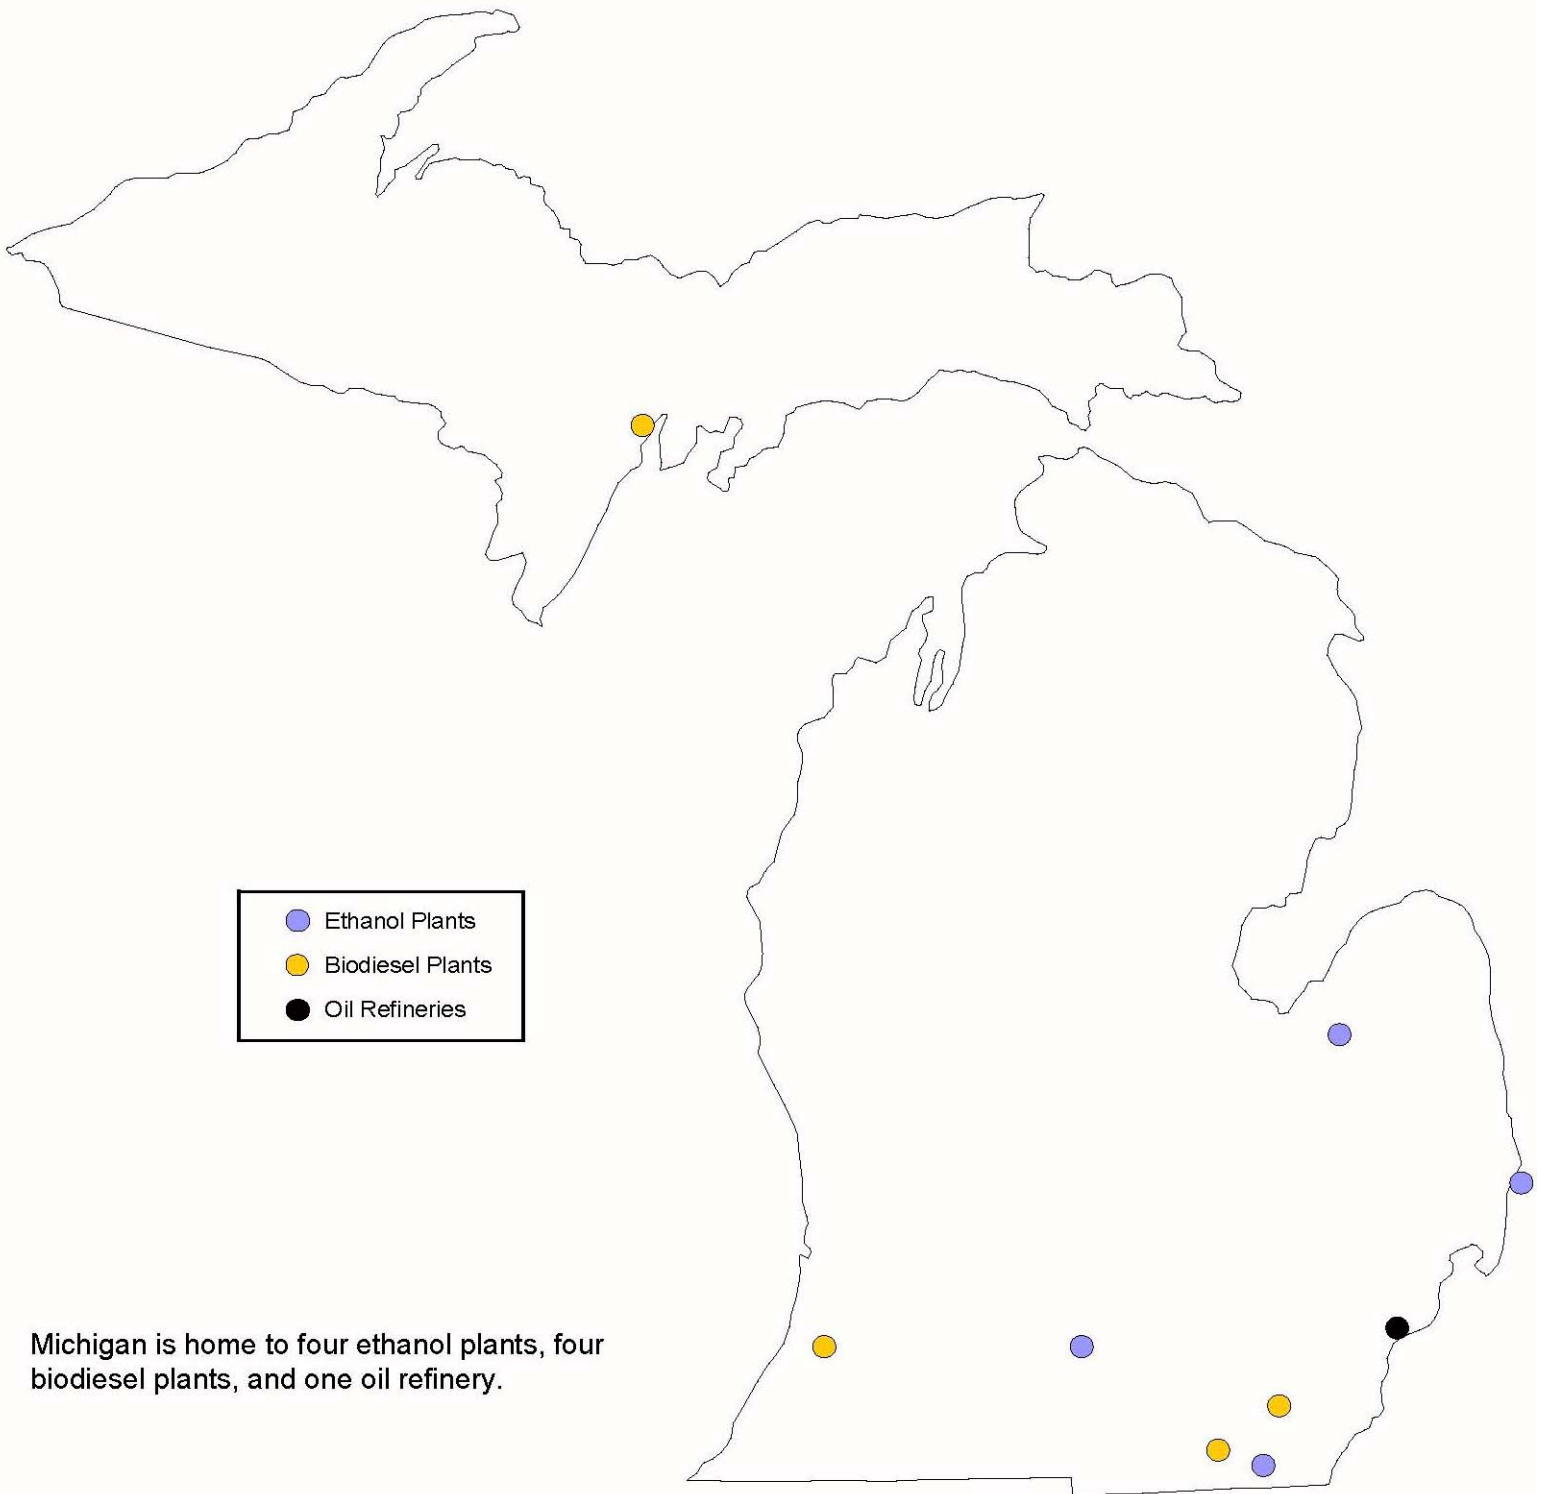 Ethanol Plants
Biodiesel Plants
Oil Refineries
Michigan is home to four ethanol plants, four
biodiesel plants, and one oil refinery.